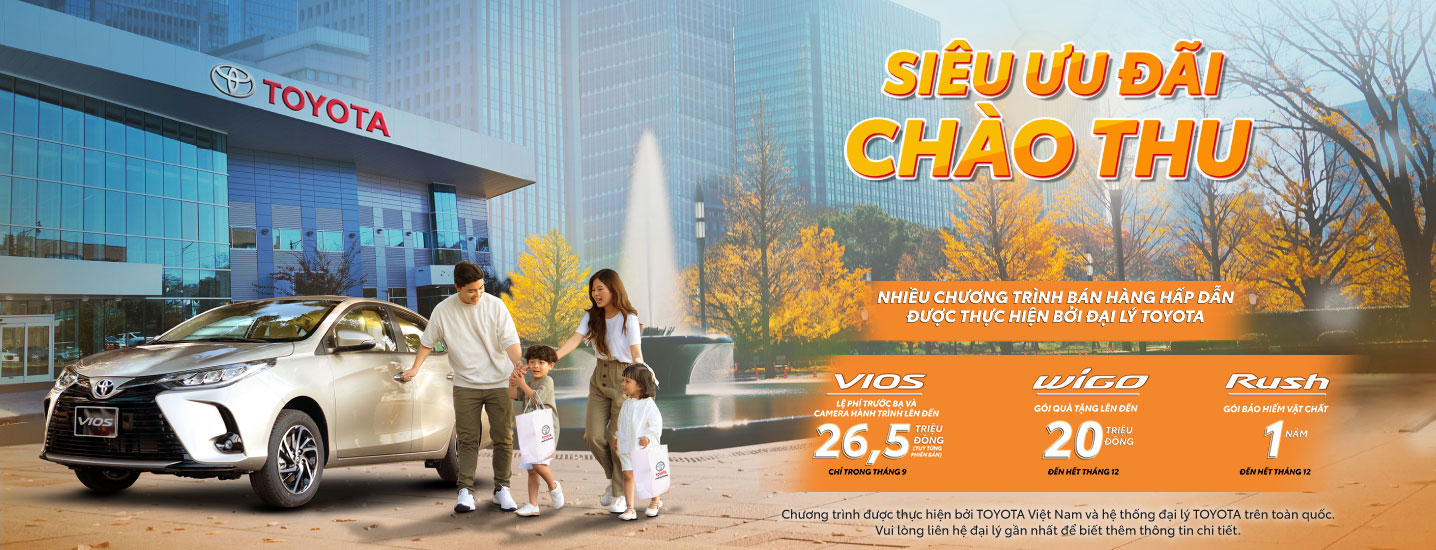 TOYOTA
SIÊU ƯU ĐÃI
CHÀO THU
NHIỀU CHƯƠNG TRÌNH BÁN HÀNG HẤP DẪN
ĐƯỢC THỰC HIỆN BỞI ĐẠI LÝ TOYOTA
VIOS
LỆ PHÍ TRƯỚC BẠ VÀ
CAMERA HÀNH TRÌNH LÊN ĐẾN
26,5 TRIỆU
ĐỒNG
(TUỲ TỪNG
PHIÊN BẢN)
CHỈ TRONG THÁNG 9
WIGO
GÓI QUÀ TẶNG LÊN ĐẾN
20 TRIỆU
ĐỒNG
ĐẾN HẾT THÁNG 12
Rush
GÓI BẢO HIỂM VẬT CHẤT
1 NĂM
ĐẾN HẾT THÁNG 12
VIOS
TOYOTA
TOYOTA
Chương trình được thực hiện bởi TOYOTA Việt Nam và hệ thống đại lý TOYOTA trên toàn quốc.
Vui lòng liên hệ đại lý gần nhất để biết thêm thông tin chi tiết.